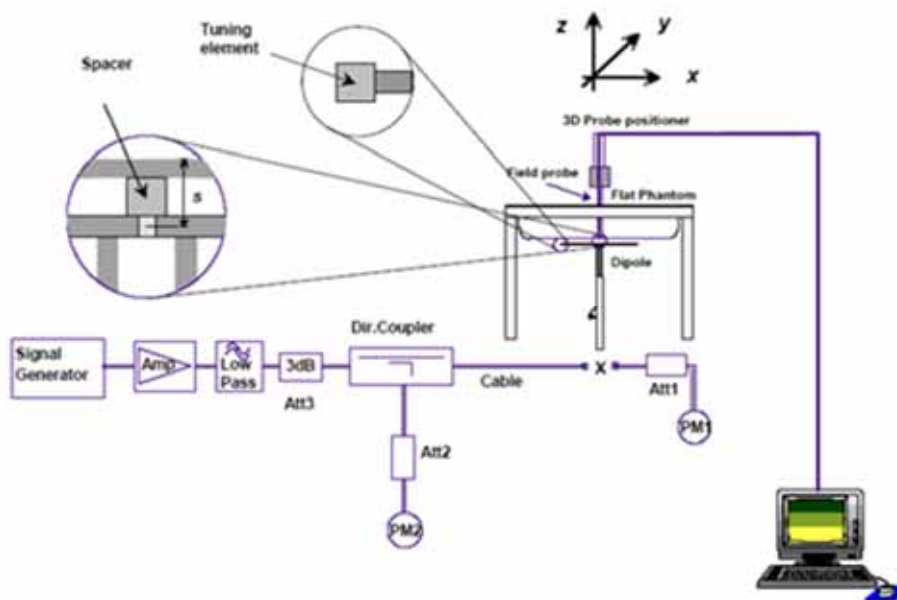 Tuning
element
Spacer
z
y
x
3D Probe positioner
Field probe
Flat Phantom
s
Dipole
Dir.Coupler
Signal
Generator
Amp
Low
Pass
3dB
Att3
Cable
x
Att1
PM1
Att2
PM2